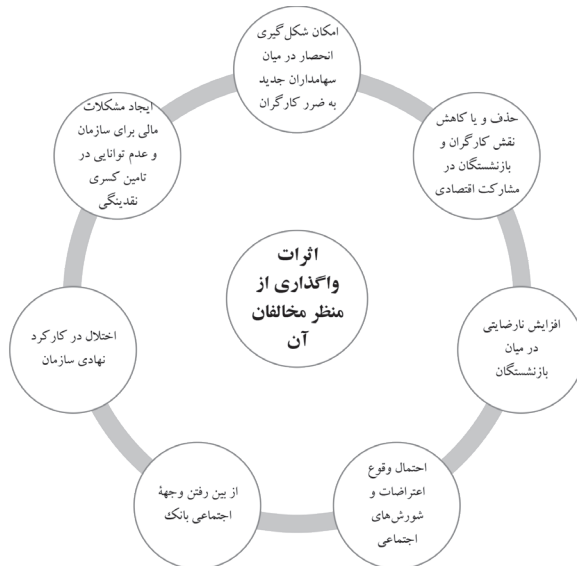 امکان شکل‌گیری
انحصار در میان
سهامداران جدید
به ضرر کارگران
حذف و یا کاهش
نقش کارگران و
بازنشستگان در
مشارکت اقتصادی
افزایش نارضایتی
در میان
بازنشستگان
احتمال وقوع
اعتراضات و
شورش‌های
اجتماعی
از بین رفتن وجهۀ
اجتماعی بانک
اختلال در کارکرد
نهادی سازمان
ایجاد مشکلات
مالی برای سازمان
و عدم توانایی در
تامین کسری
نقدینگی
اثرات
واگذاری از
منظر مخالفان
آن